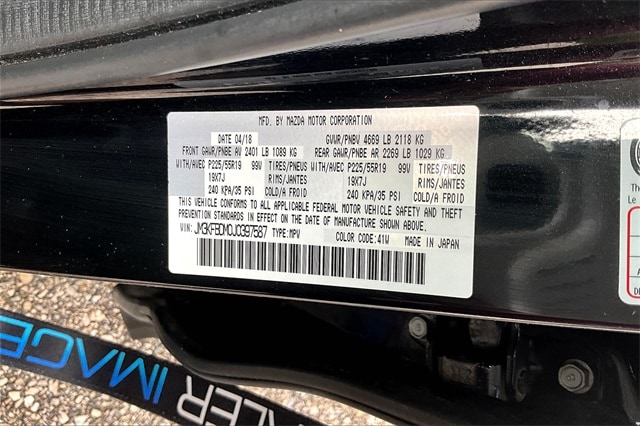 MFD. BY MAZDA MOTOR CORPORATION
DATE 04/18 GVWR/PNBV 4669 LB 2118 KG
FRONT GAWR/PNBE AV 2401 LB 1089 KG REAR GAWR/PNBE AR 2269 LB 1029 KG
WITH/AVEC P225/55R19 99V TIRES/PNEUS WITH/AVEC P225/55R19 99V TIRES/PNEUS
19X7J RIMS/JANTES 19X7J RIMS/JANTES
240 KPA/35 PSI COLD/A FROID 240 KPA/35 PSI COLD/A FROID
THIS VEHICLE CONFORMS TO ALL APPLICABLE FEDERAL MOTOR VEHICLE SAFETY AND THEFT
PREVENTION STANDARDS IN EFFECT ON THE DATE OF MANUFACTURE SHOWN ABOVE.
VIN: JM3KFBDM0J0397587 TYPE:MPV COLOR CODE:41W MADE IN JAPAN
Th
Le
IMAGE
LER IMAGE